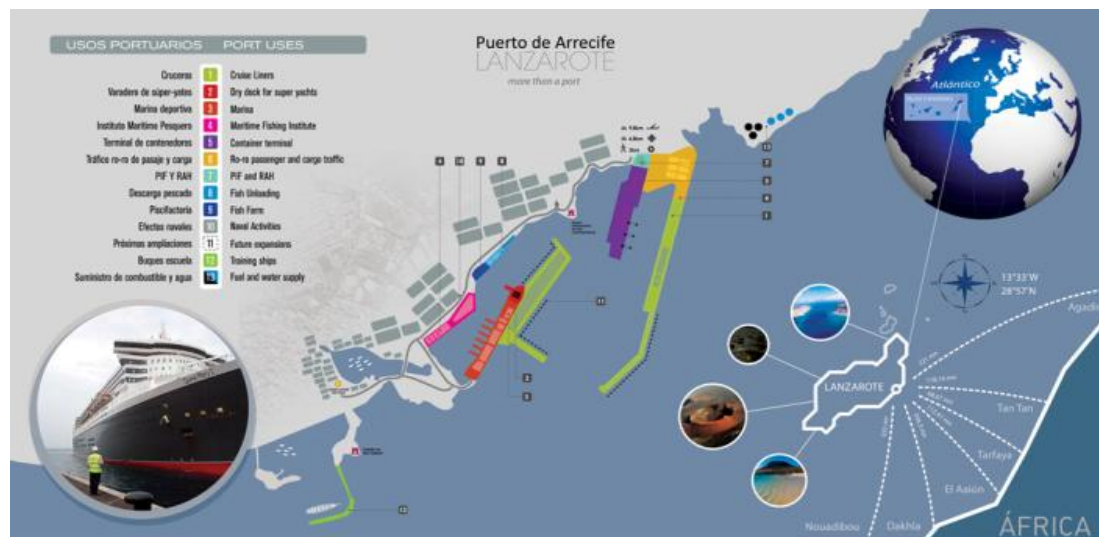 USOS PORTUARIOS PORT USES
Cruceros 1 Cruise Liners
Varadero de súper-yates 2 Dry dock for super yachts
Marina deportiva 3 Marina
Instituto Marítimo Pesquero 4 Maritime Fishing Institute
Terminal de contenedores 5 Container terminal
Tráfico ro-ro de pasaje y carga 6 Ro-ro passenger and cargo traffic
PIF Y RAH 7 PIF and RAH
Descarga pescado 8 Fish Unloading
Piscifactoría 9 Fish Farm
Efectos navales 10 Naval Activities
Próximas ampliaciones 11 Future expansions
Buques escuela 12 Training ships
Suministro de combustible y agua 13 Fuel and water supply
Puerto de Arrecife
LANZAROTE
more than a port
Atlántico
13°33'W
28°57'N
Agadir
LANZAROTE
Tan Tan
Tarfaya
El Aaiún
Dakhla
Nouadibou
ÁFRICA